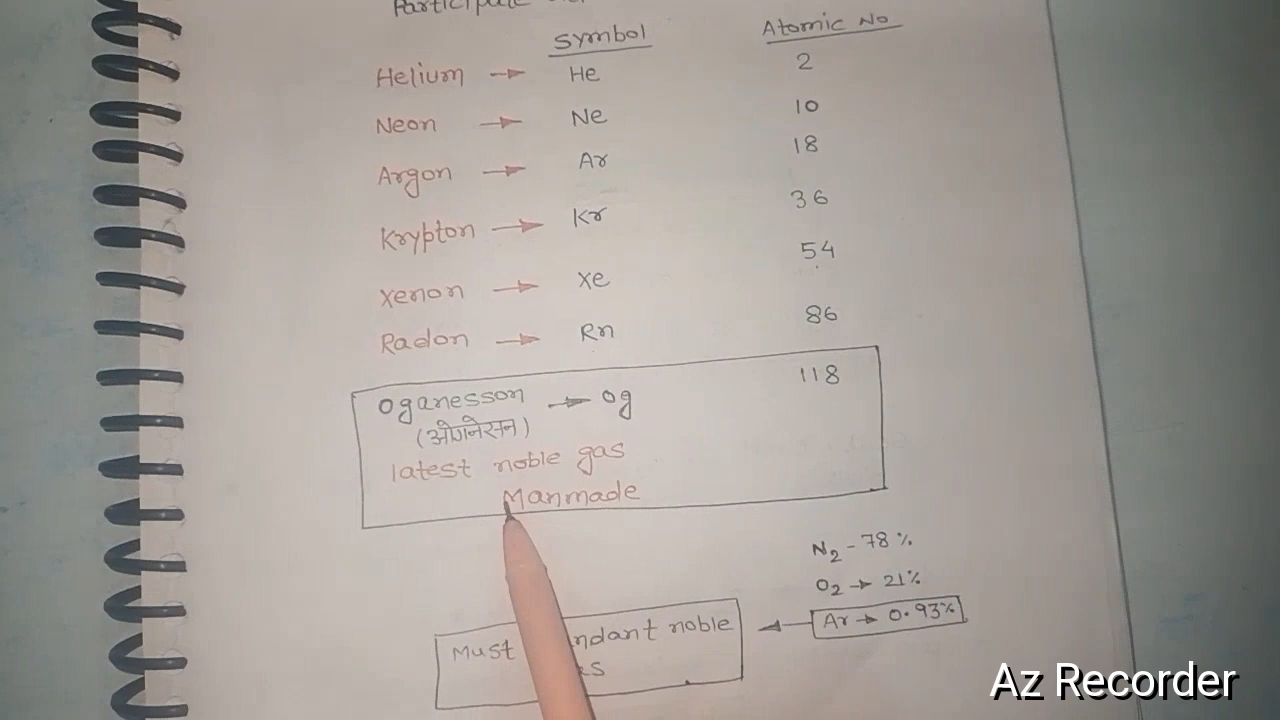 Participate
Symbol Atomic No
Helium → He 2
Neon → Ne 10
Argon → Ar 18
Krypton → Kr 36
Xenon → Xe 54
Radon → Rn 86
Oganesson → Og 118
(ओगनेसन)
latest noble gas
Manmade
N2 - 78%
O2 → 21%
Ar → 0.93%
Must noble
Az Recorder